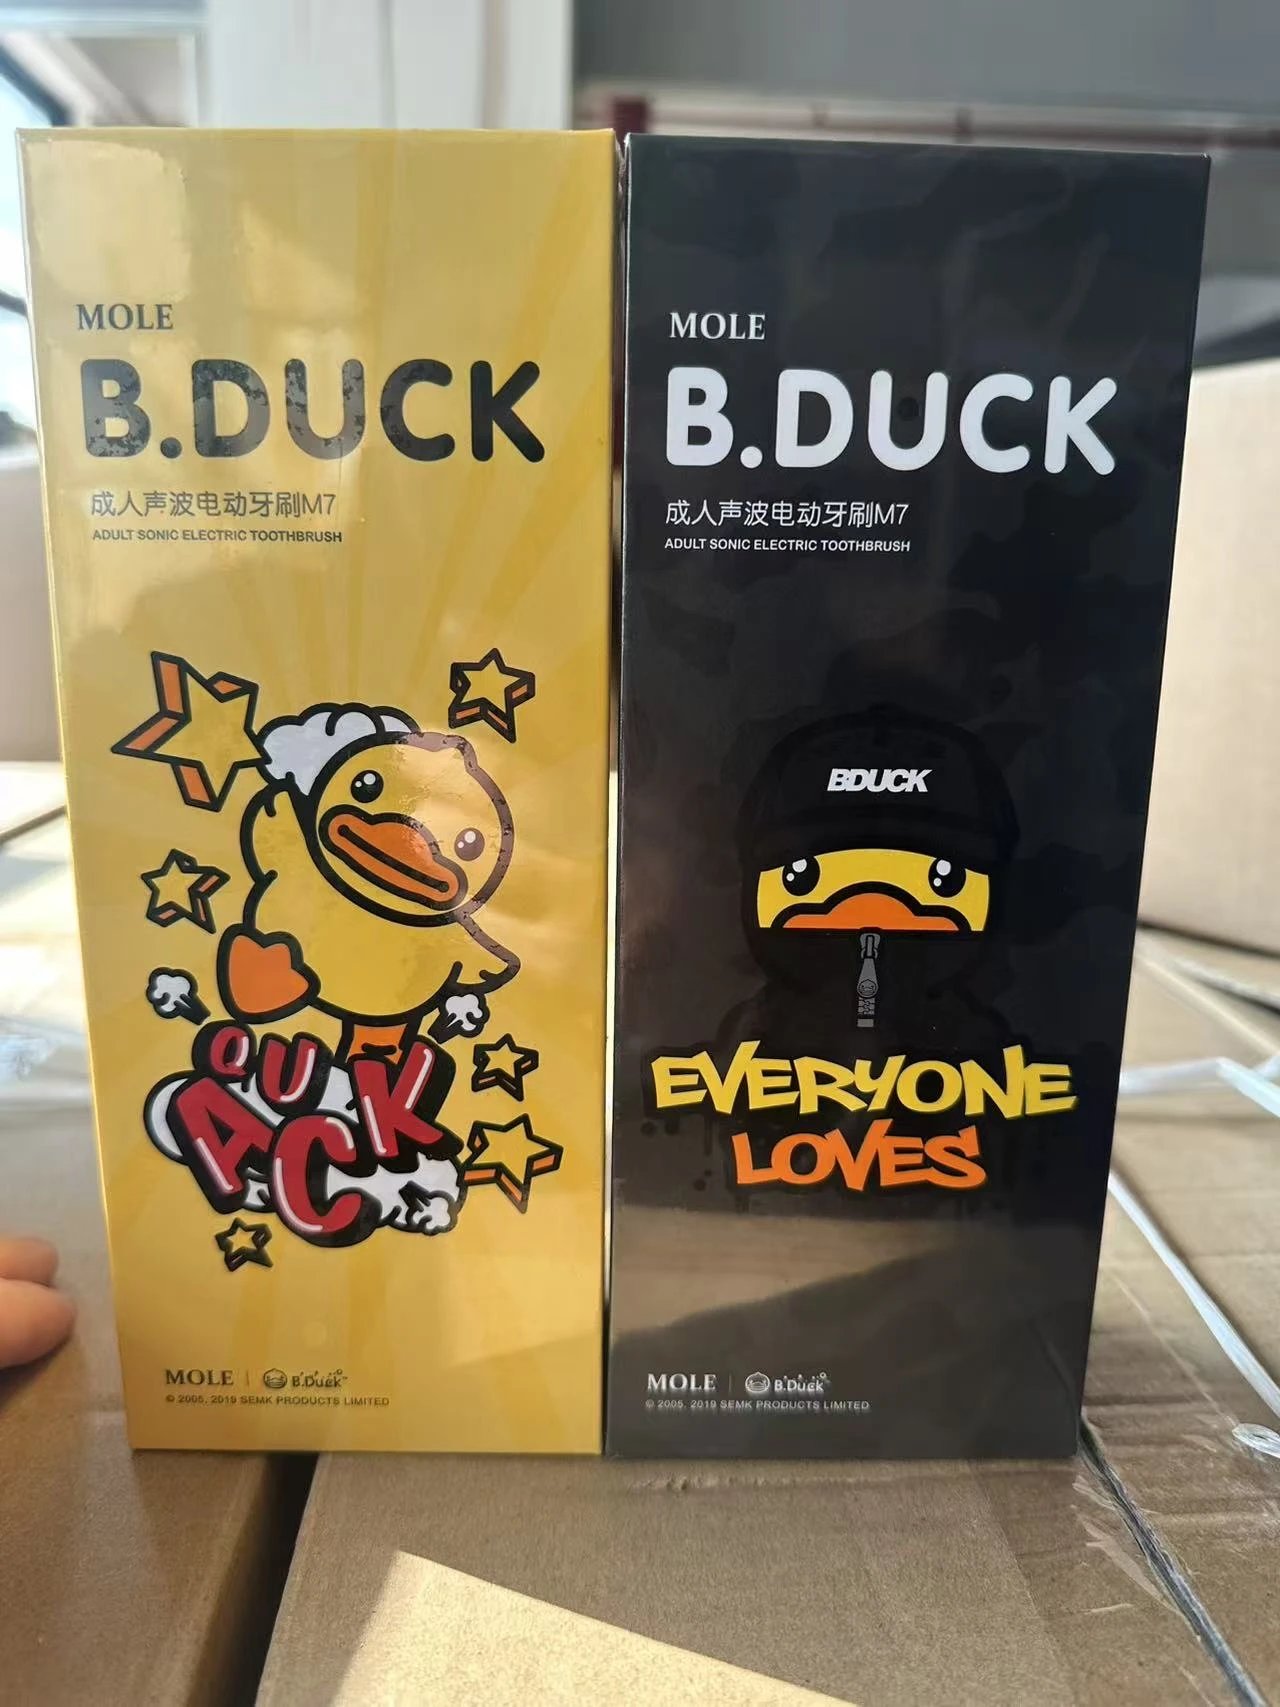 MOLE
B.DUCK
成人声波电动牙刷M7
ADULT SONIC ELECTRIC TOOTHBRUSH
QUACK
MOLE | B.Duck
© 2005, 2019 SEMK PRODUCTS LIMITED
MOLE
B.DUCK
成人声波电动牙刷M7
ADULT SONIC ELECTRIC TOOTHBRUSH
BDUCK
EVERYONE
LOVES
MOLE | B.Duck
© 2005, 2019 SEMK PRODUCTS LIMITED